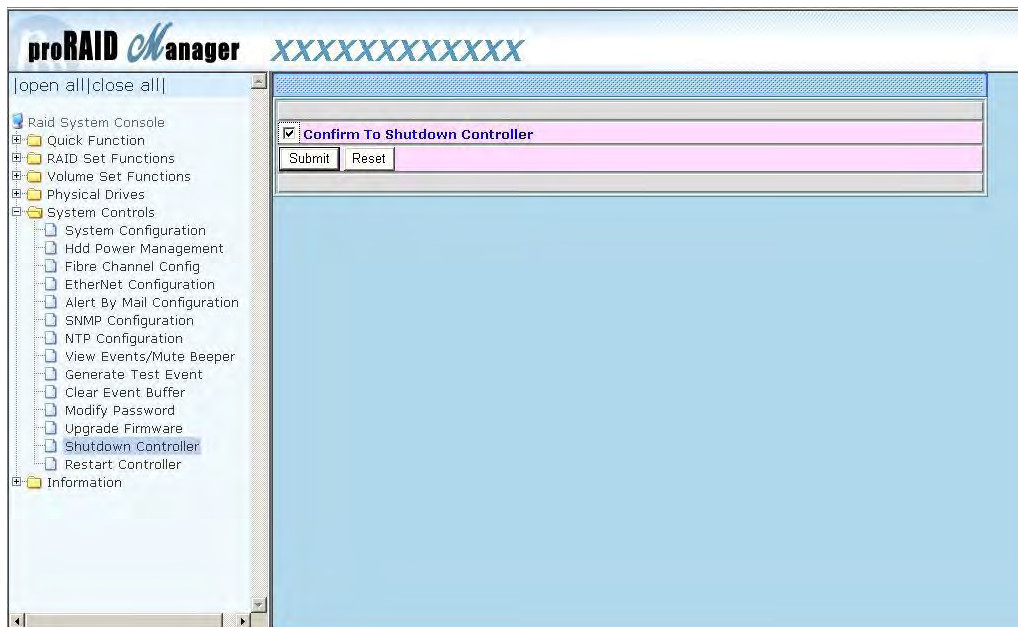 proRAID Manager XXXXXXXXXXXX
|open all|close all|
Raid System Console
Quick Function
RAID Set Functions
Volume Set Functions
Physical Drives
System Controls
System Configuration
Hdd Power Management
Fibre Channel Config
EtherNet Configuration
Alert By Mail Configuration
SNMP Configuration
NTP Configuration
View Events/Mute Beeper
Generate Test Event
Clear Event Buffer
Modify Password
Upgrade Firmware
Shutdown Controller
Restart Controller
Information
Confirm To Shutdown Controller
Submit Reset